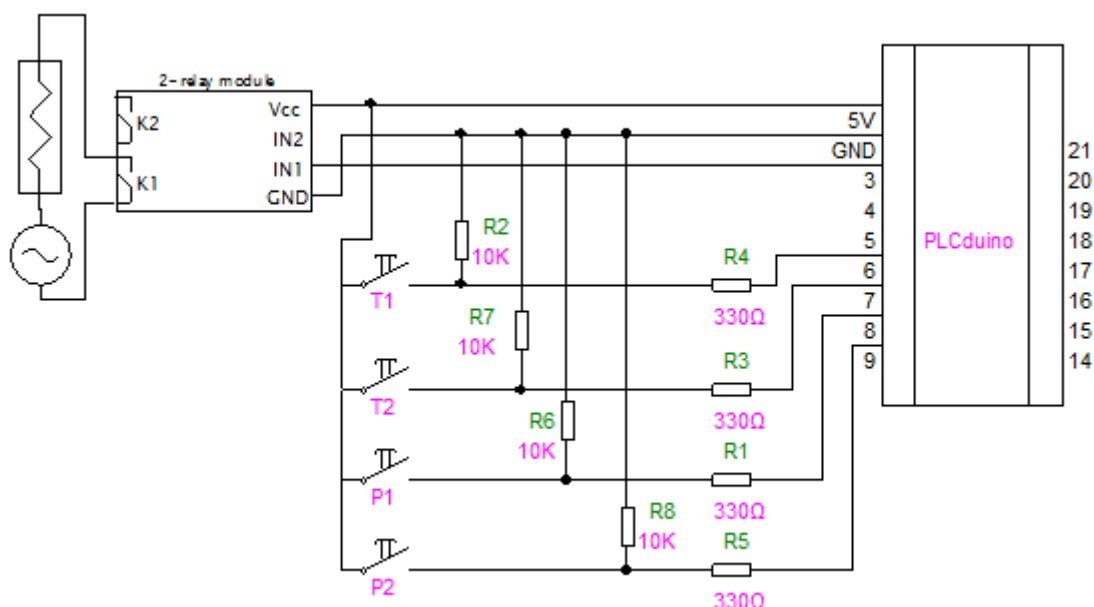 2-relay module
Vcc
K2
IN2
IN1
K1
GND
5V
GND
3
4
5
6
7
8
9
21
20
19
18
17
16
15
14
PLCduino
R2
10K
R4
330Ω
T1
R7
10K
R3
330Ω
T2
R6
10K
R1
330Ω
P1
R8
10K
R5
330Ω
P2